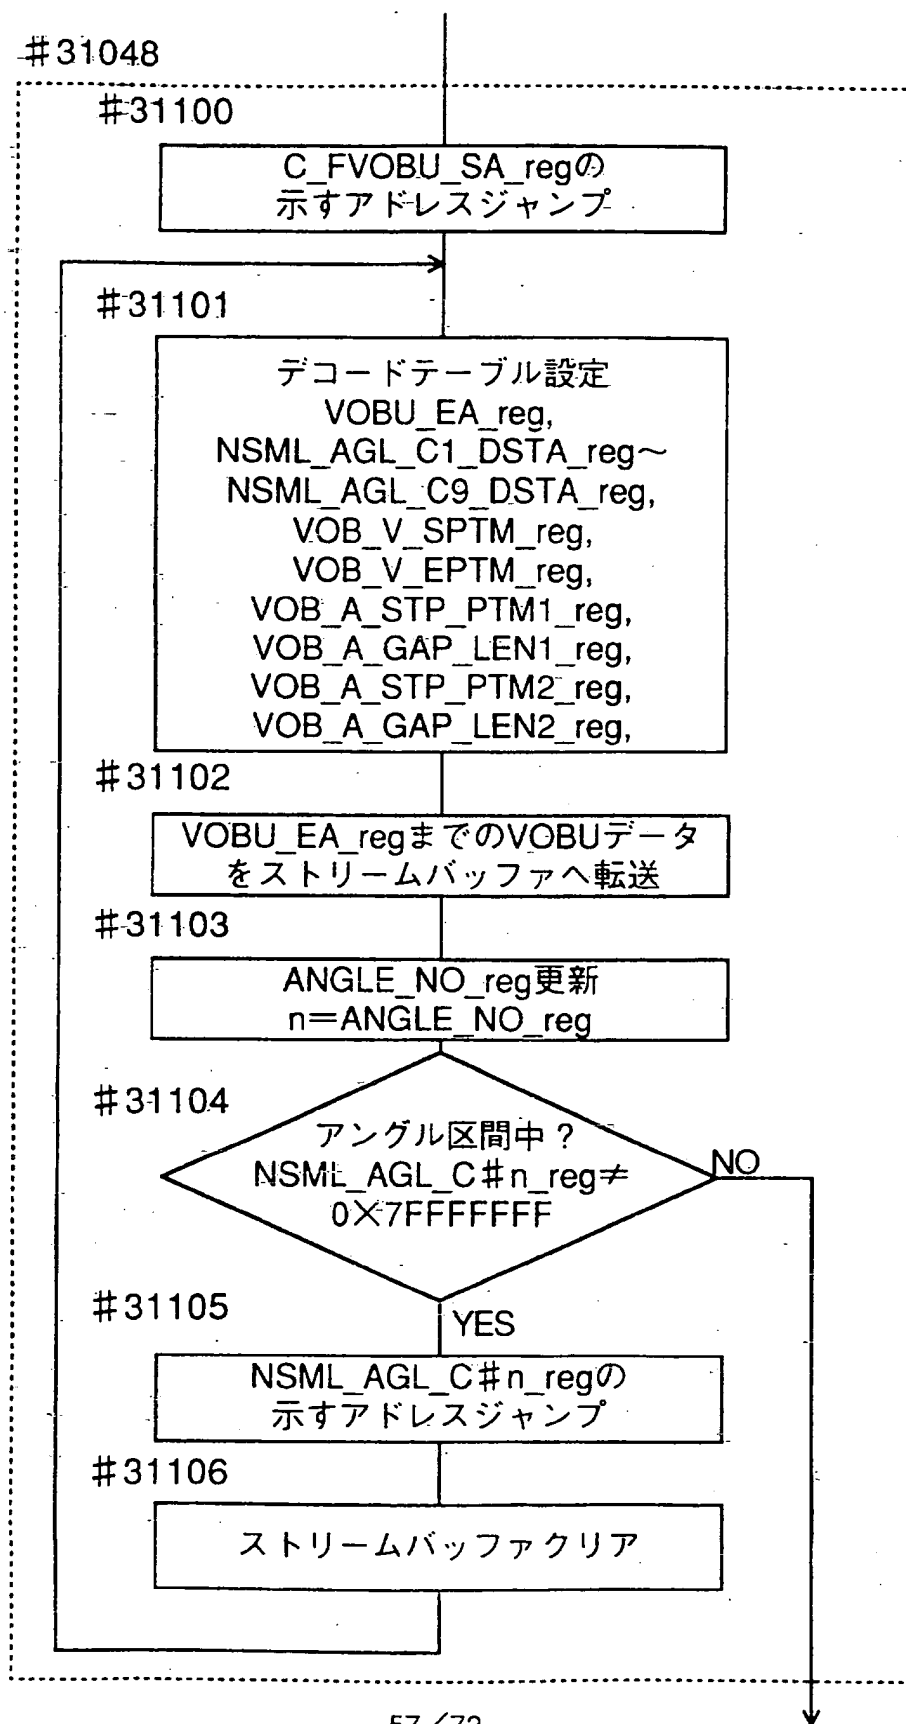 #31048
#31100
C_FVOBU_SA_regの
示すアドレスジャンプ
#31101
デコードテーブル設定
VOBU_EA_reg,
NSML_AGL_C1_DSTA_reg〜
NSML_AGL_C9_DSTA_reg,
VOB_V_SPTM_reg,
VOB_V_EPTM_reg,
VOB_A_STP_PTM1_reg,
VOB_A_GAP_LEN1_reg,
VOB_A_STP_PTM2_reg,
VOB_A_GAP_LEN2_reg,
#31102
VOBU_EA_regまでのVOBUデータ
をストリームバッファへ転送
#31103
ANGLE_NO_reg更新
n=ANGLE_NO_reg
#31104
アングル区間中?
NSML_AGL_C#n_reg≠
0×7FFFFFFF
NO
#31105
YES
NSML_AGL_C#n_regの
示すアドレスジャンプ
#31106
ストリームバッファクリア
57/72